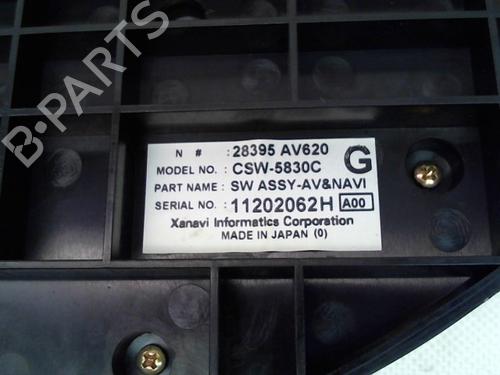 B-PARTS
N # : 28395 AV620
MODEL NO. : CSW-5830C G
PART NAME : SW ASSY-AV&NAVI
SERIAL NO. : 11202062H A00
Xanavi Informatics Corporation
MADE IN JAPAN (0)